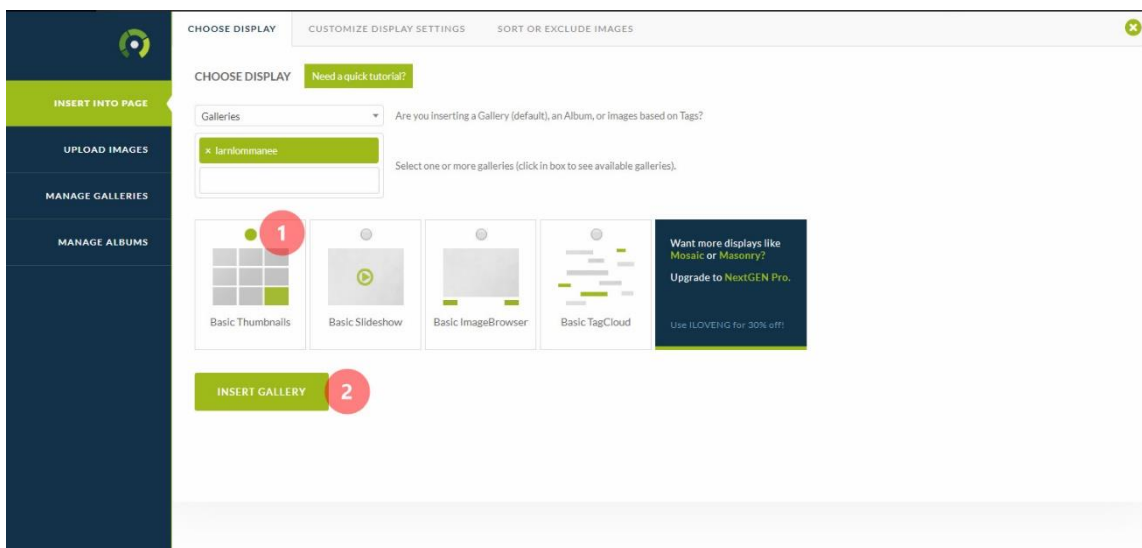 CHOOSE DISPLAY
CUSTOMIZE DISPLAY SETTINGS
SORT OR EXCLUDE IMAGES
CHOOSE DISPLAY
Need a quick tutorial?
INSERT INTO PAGE
UPLOAD IMAGES
MANAGE GALLERIES
MANAGE ALBUMS
Galleries
Are you inserting a Gallery (default), an Album, or images based on Tags?
× larnlommanee
Select one or more galleries (click in box to see available galleries).
1
Basic Thumbnails
Basic Slideshow
Basic ImageBrowser
Basic TagCloud
Want more displays like
Mosaic or Masonry?
Upgrade to NextGEN Pro.
Use ILOVENG for 30% off!
INSERT GALLERY
2